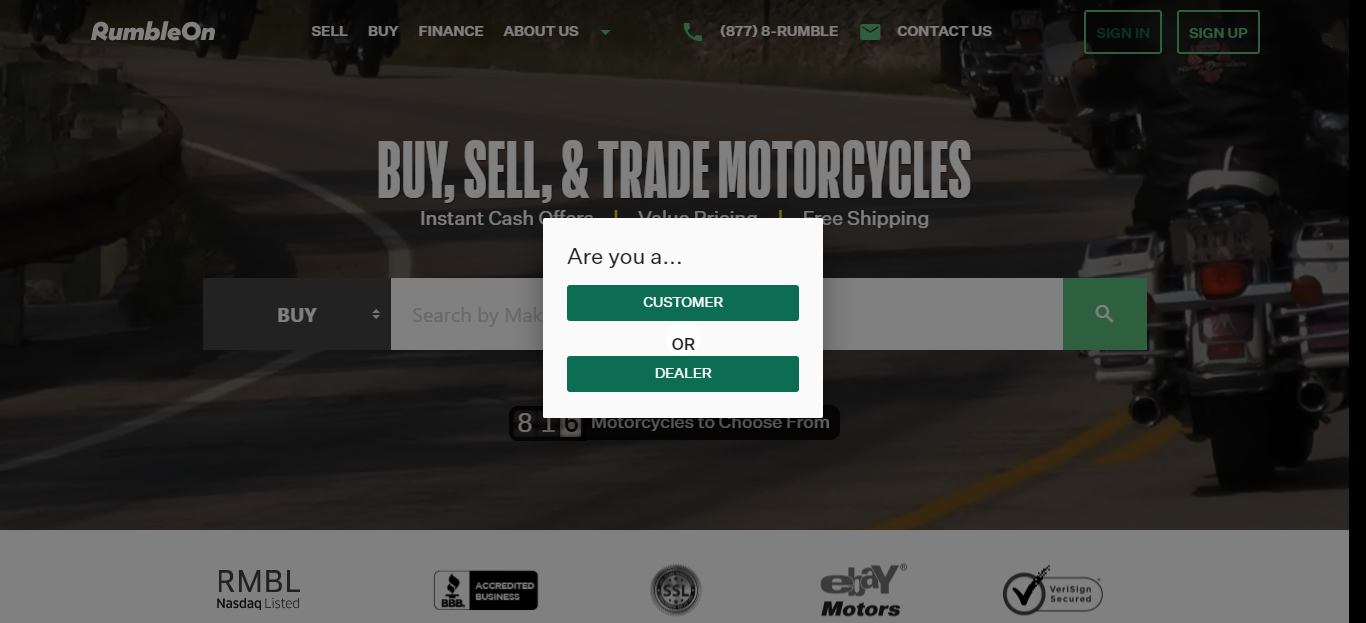 RumbleOn SELL BUY FINANCE ABOUT US (877) 8-RUMBLE CONTACT US SIGN IN SIGN UP
BUY, SELL, & TRADE MOTORCYCLES
Instant Cash Offers | Value Pricing | Free Shipping
Are you a...
CUSTOMER
BUY Search by Mak
OR
DEALER
816 Motorcycles to Choose From
RMBL
Nasdaq Listed
BBB. ACCREDITED
BUSINESS
SSL
ebaY®
Motors
VeriSign
Secured